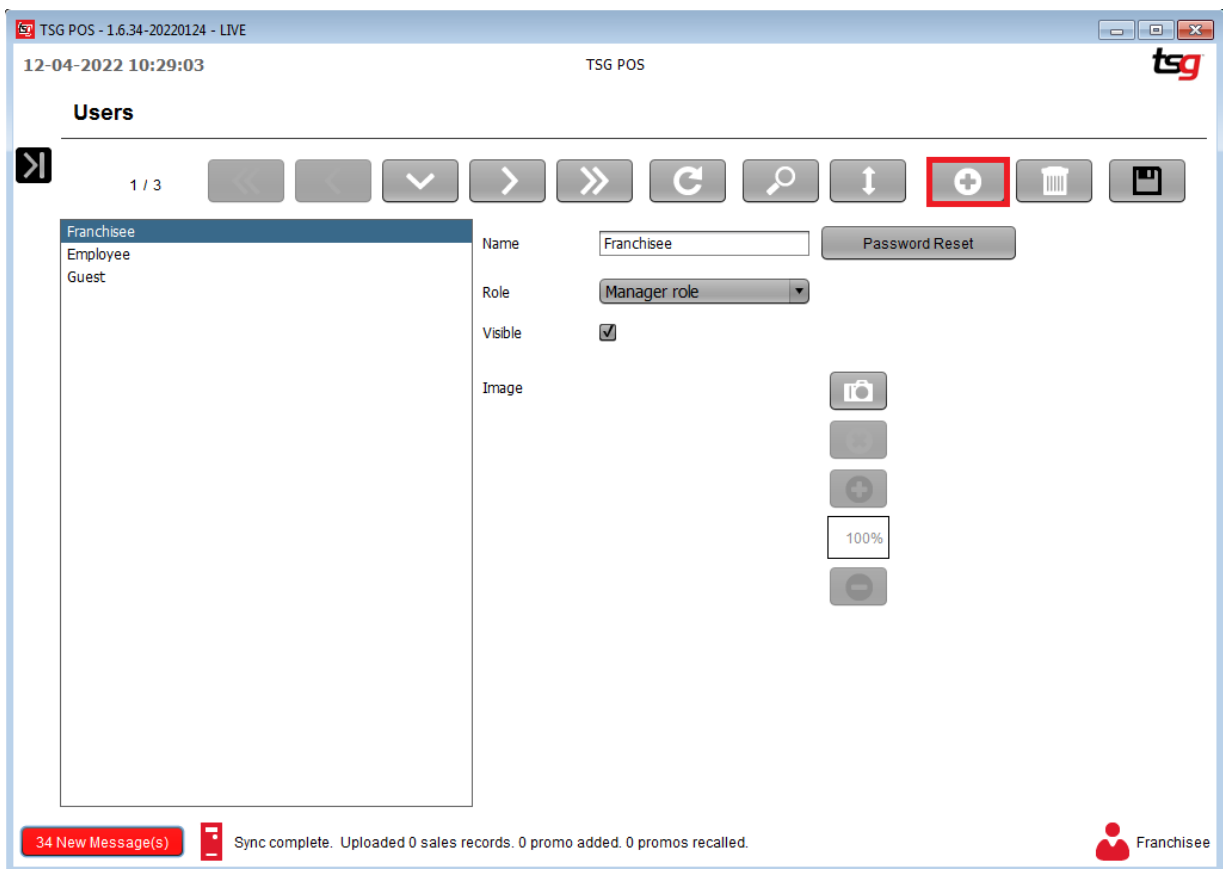 TSG POS - 1.6.34-20220124 - LIVE
12-04-2022 10:29:03
TSG POS
tsg
Users
1 / 3
Franchisee
Employee
Guest
Name
Franchisee
Password Reset
Role
Manager role
Visible
Image
100%
34 New Message(s)
Sync complete. Uploaded 0 sales records. 0 promo added. 0 promos recalled.
Franchisee